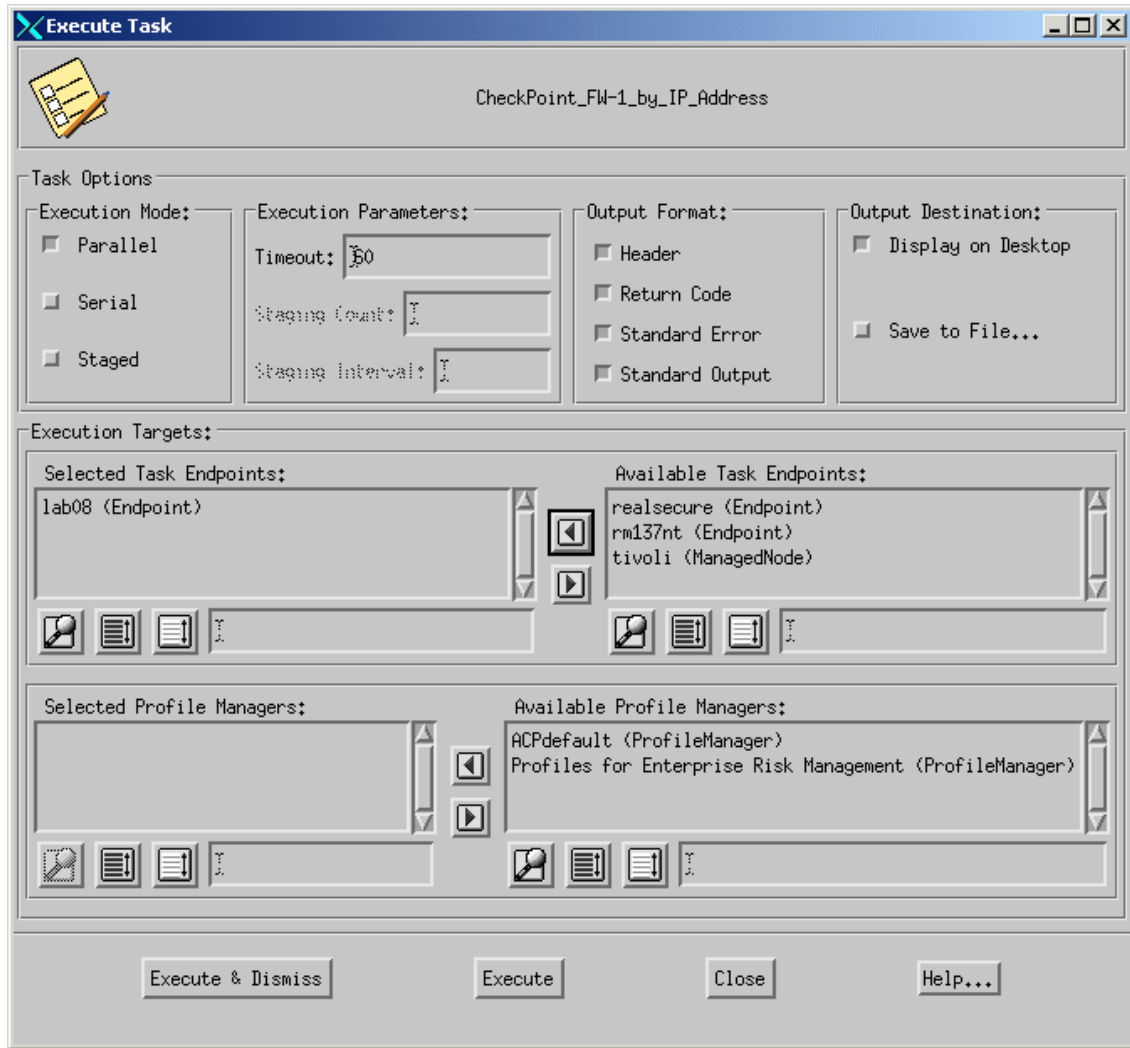 Execute Task
CheckPoint_FW-1_by_IP_Address
Task Options
Execution Mode:
Parallel
Serial
Staged
Execution Parameters:
Timeout: 60
Staging Count:
Staging Interval:
Output Format:
Header
Return Code
Standard Error
Standard Output
Output Destination:
Display on Desktop
Save to File...
Execution Targets:
Selected Task Endpoints:
lab08 (Endpoint)
Available Task Endpoints:
realsecure (Endpoint)
rm137nt (Endpoint)
tivoli (ManagedNode)
Selected Profile Managers:
Available Profile Managers:
ACPdefault (ProfileManager)
Profiles for Enterprise Risk Management (ProfileManager)
Execute & Dismiss
Execute
Close
Help...